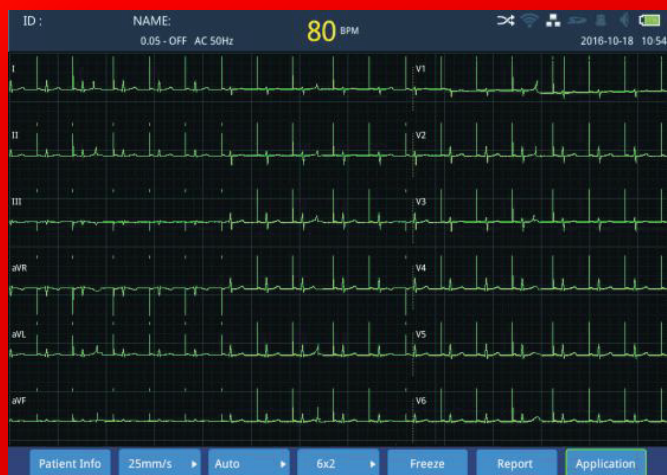 ID : NAME: 80 BPM
0.05 - OFF AC 50Hz 2016-10-18 10:54
I V1
II V2
III V3
aVR V4
aVL V5
aVF V6
Patient Info 25mm/s Auto 6x2 Freeze Report Application